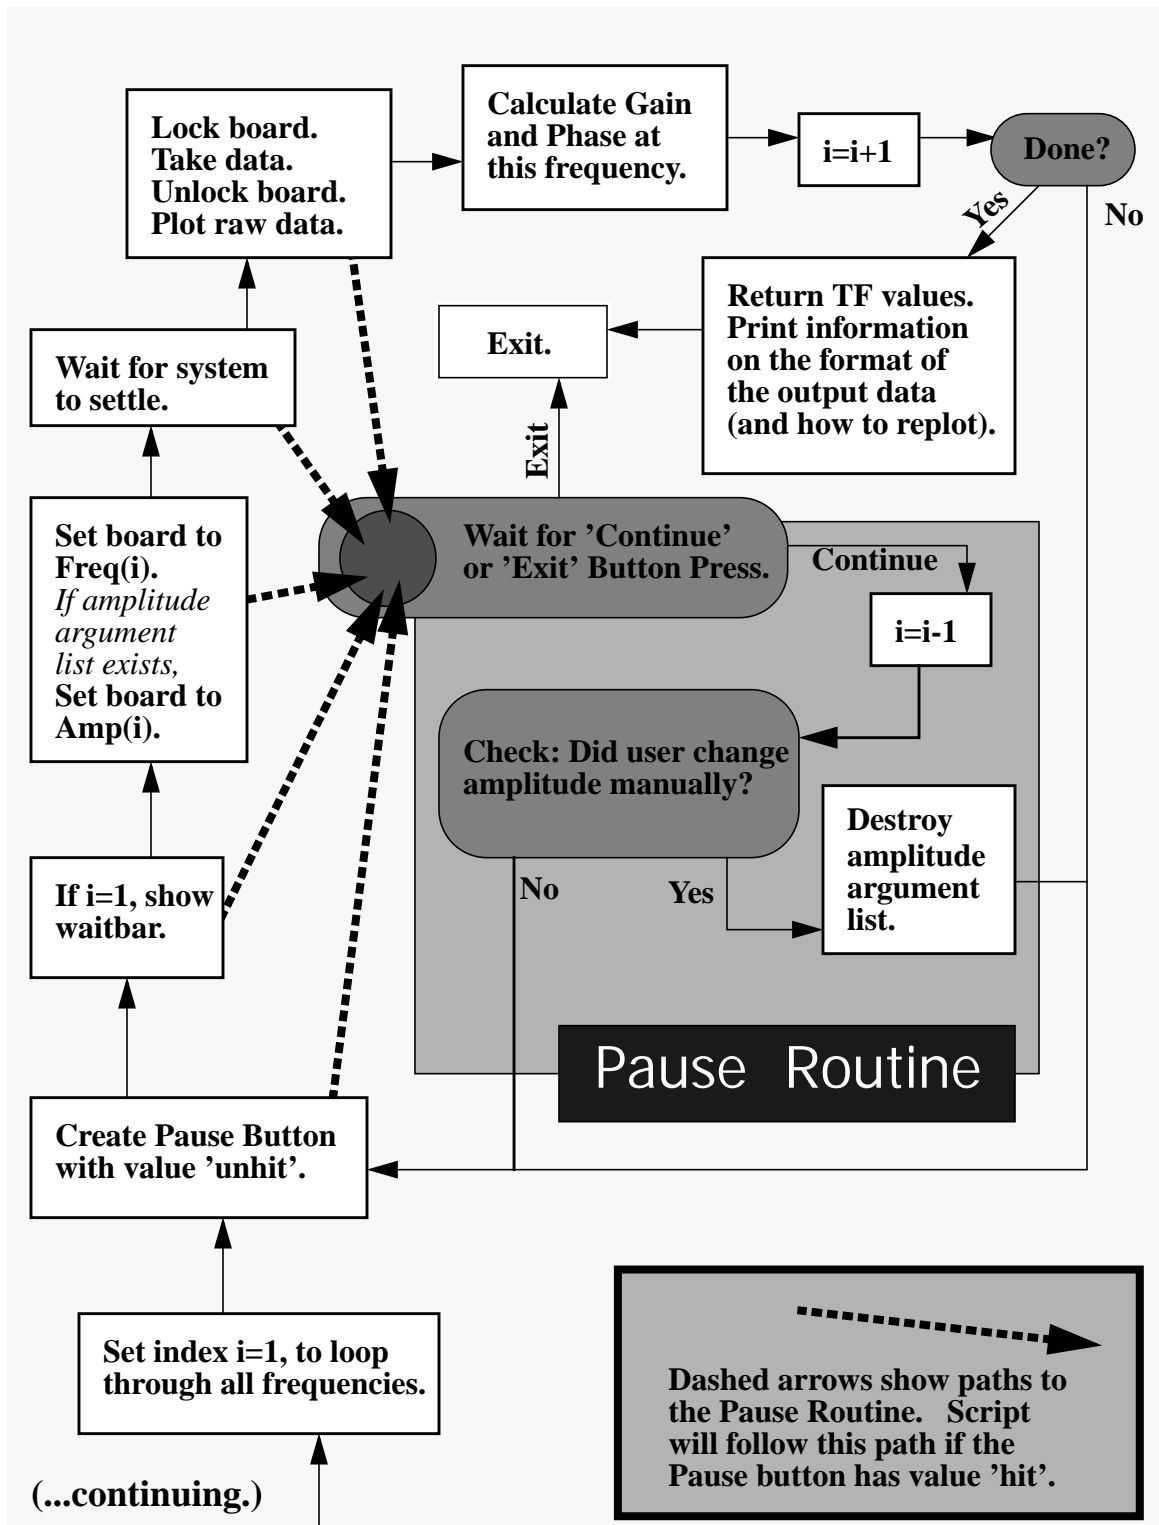 Lock board.
Take data.
Unlock board.
Plot raw data.
Calculate Gain
and Phase at
this frequency.
i=i+1
Done?
Yes
No
Return TF values.
Print information
on the format of
the output data
(and how to replot).
Exit.
Exit
Wait for system
to settle.
Set board to
Freq(i).
If amplitude
argument
list exists,
Set board to
Amp(i).
Wait for ’Continue’
or ’Exit’ Button Press.
Continue
i=i-1
Check: Did user change
amplitude manually?
No
Yes
Destroy
amplitude
argument
list.
If i=1, show
waitbar.
Pause Routine
Create Pause Button
with value ’unhit’.
Set index i=1, to loop
through all frequencies.
(...continuing.)
Dashed arrows show paths to
the Pause Routine. Script
will follow this path if the
Pause button has value ’hit’.